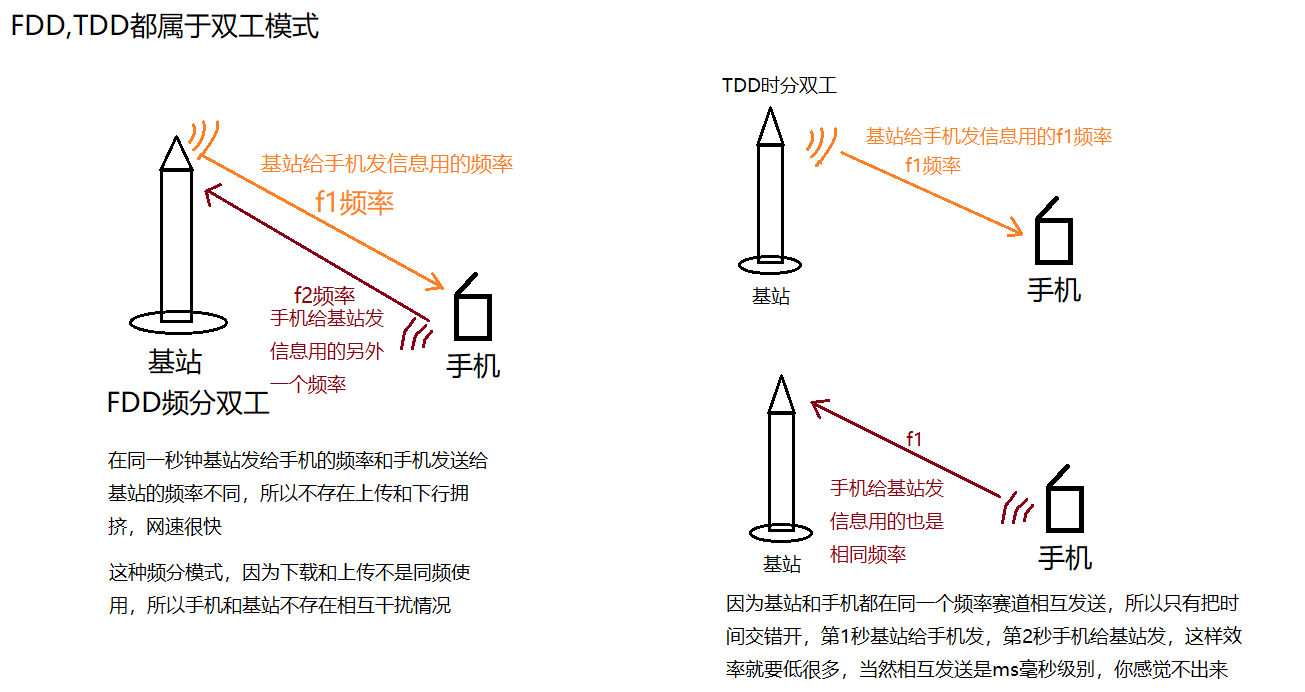 FDD,TDD都属于双工模式
基站给手机发信息用的频率
f1频率
f2频率
手机给基站发
信息用的另外
一个频率
基站
手机
FDD频分双工
在同一秒钟基站发给手机的频率和手机发送给
基站的频率不同，所以不存在上传和下行拥
挤，网速很快
这种频分模式，因为下载和上传不是同频使
用，所以手机和基站不存在相互干扰情况
TDD时分双工
基站给手机发信息用的f1频率
f1频率
基站
手机
f1
手机给基站发
信息用的也是
相同频率
基站
手机
因为基站和手机都在同一个频率赛道相互发送，所以只有把时
间交错开，第1秒基站给手机发，第2秒手机给基站发，这样效
率就要低很多，当然相互发送是ms毫秒级别，你感觉不出来